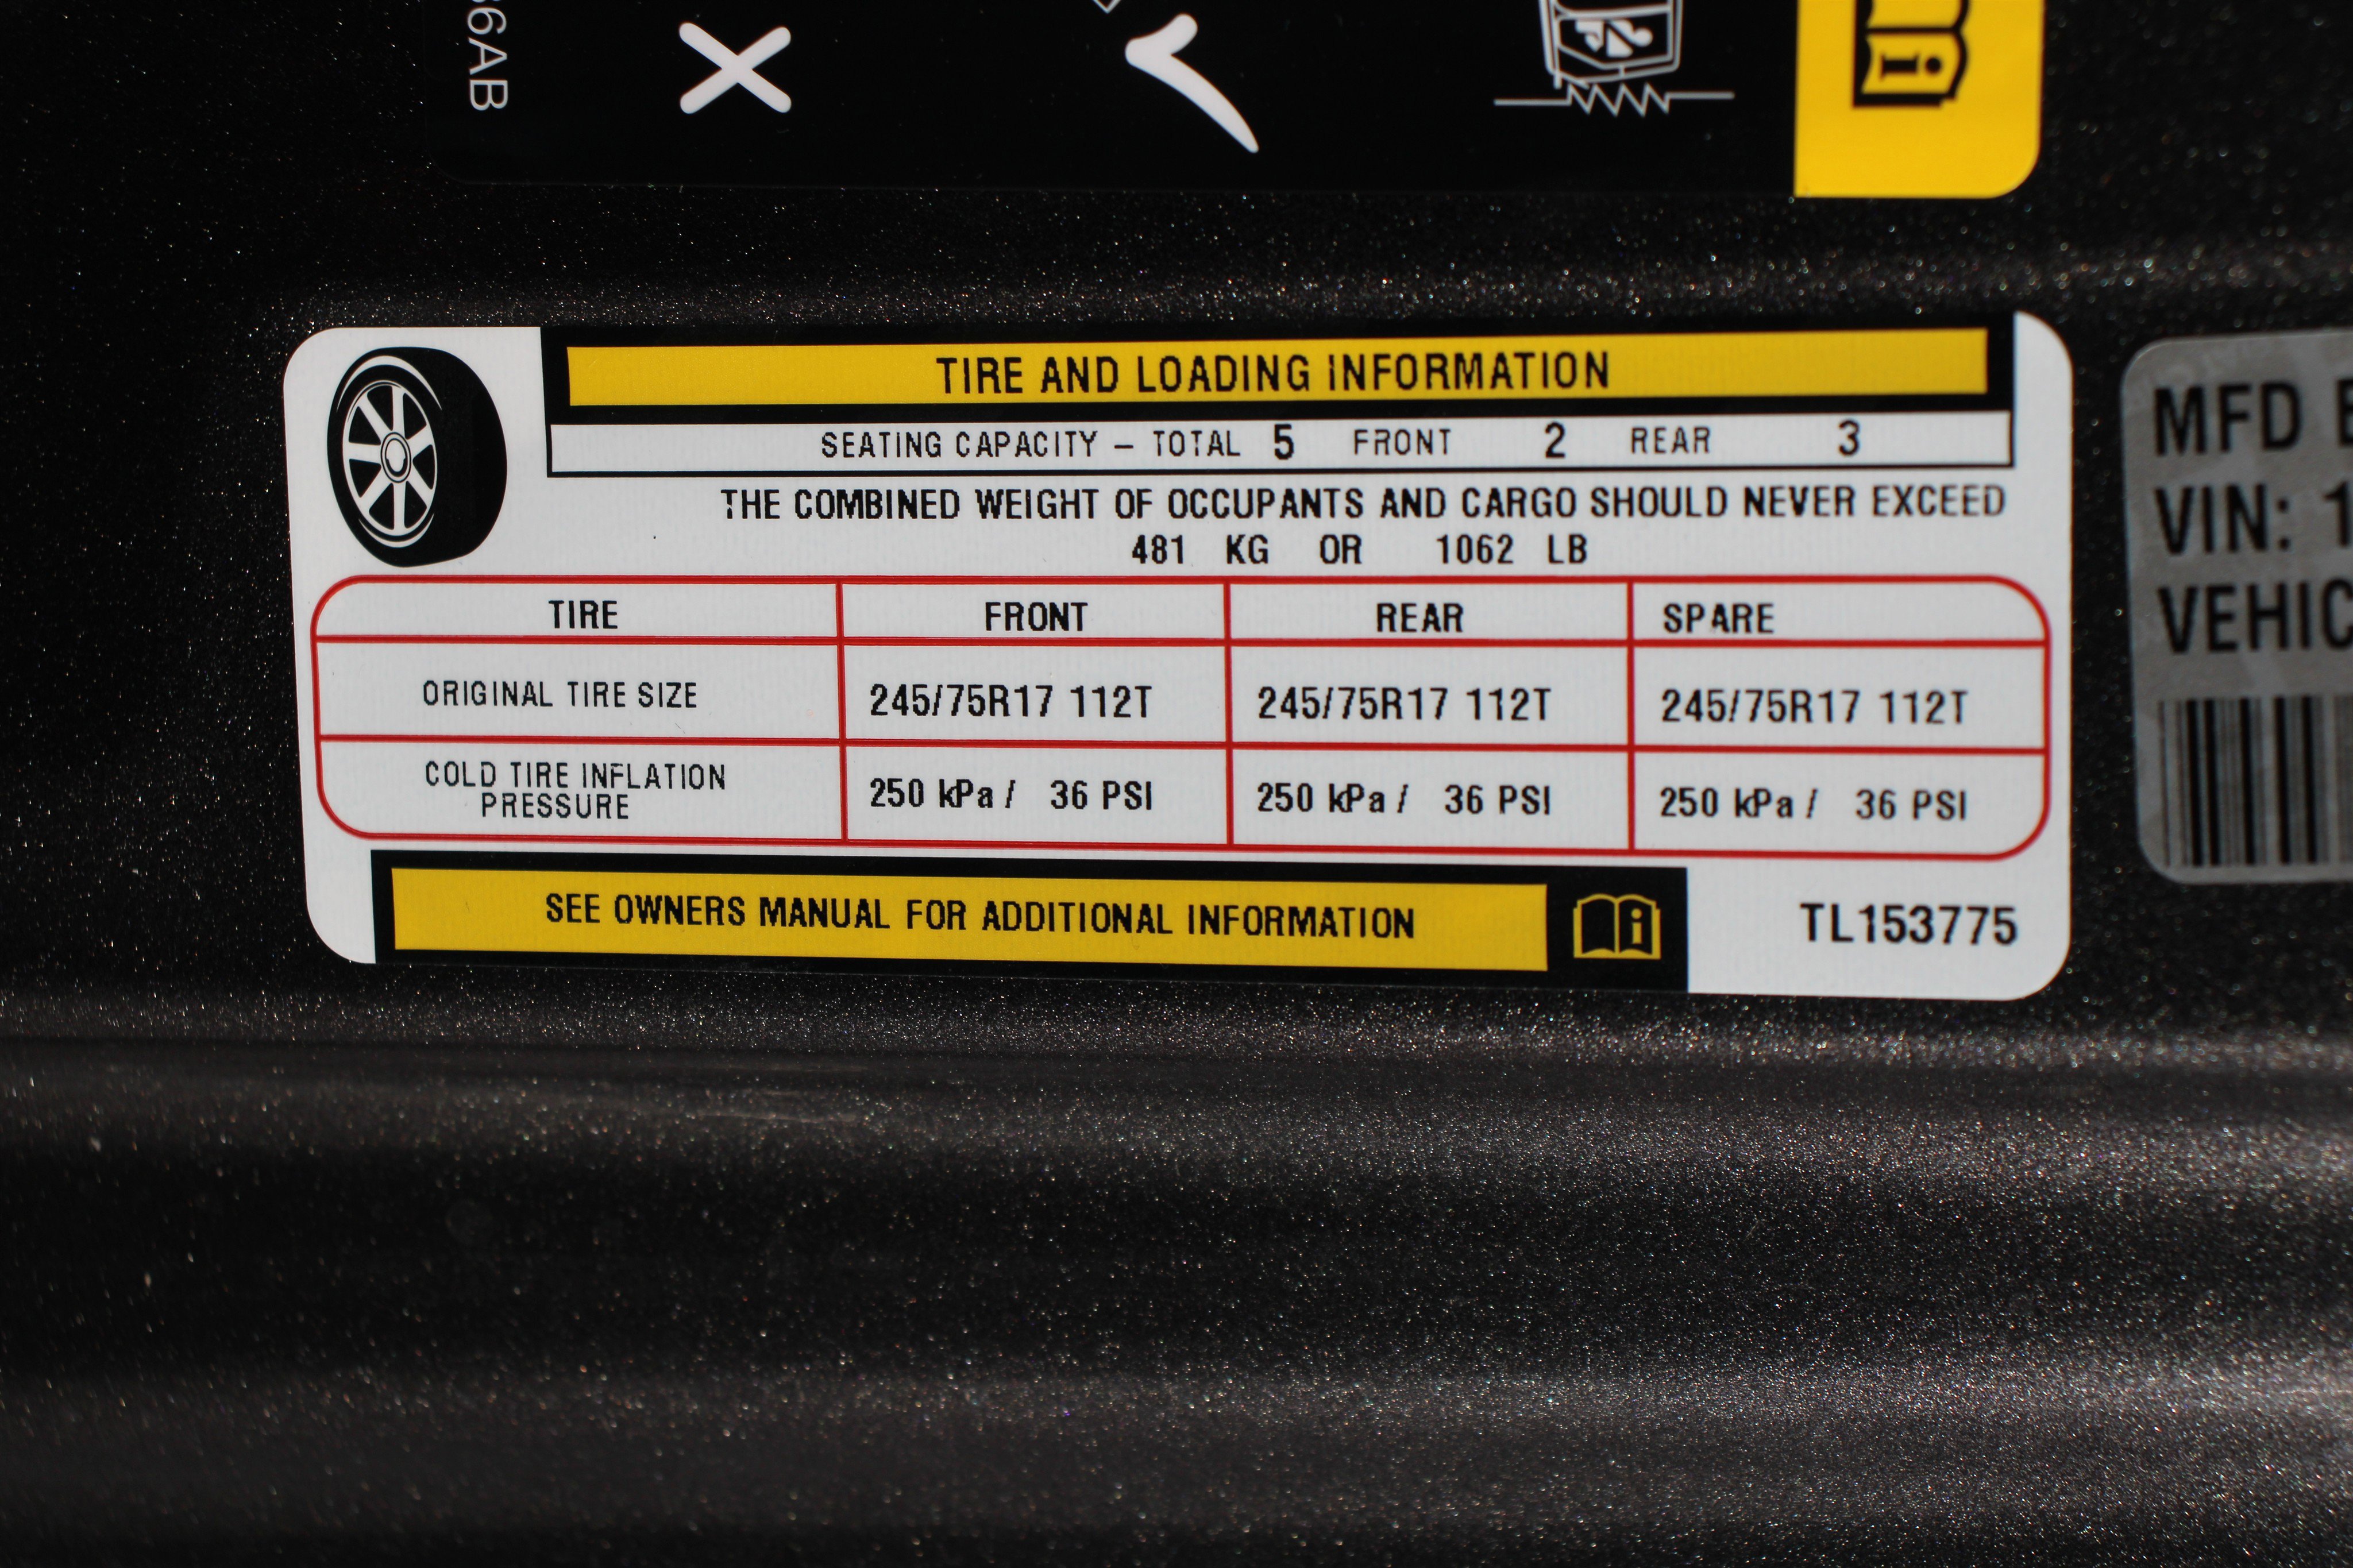 6AB
TIRE AND LOADING INFORMATION
SEATING CAPACITY – TOTAL 5 FRONT 2 REAR 3
THE COMBINED WEIGHT OF OCCUPANTS AND CARGO SHOULD NEVER EXCEED
481 KG OR 1062 LB
TIRE FRONT REAR SPARE
ORIGINAL TIRE SIZE 245/75R17 112T 245/75R17 112T 245/75R17 112T
COLD TIRE INFLATION
PRESSURE 250 kPa / 36 PSI 250 kPa / 36 PSI 250 kPa / 36 PSI
SEE OWNERS MANUAL FOR ADDITIONAL INFORMATION
TL153775
MFD
VIN: 1
VEHIC